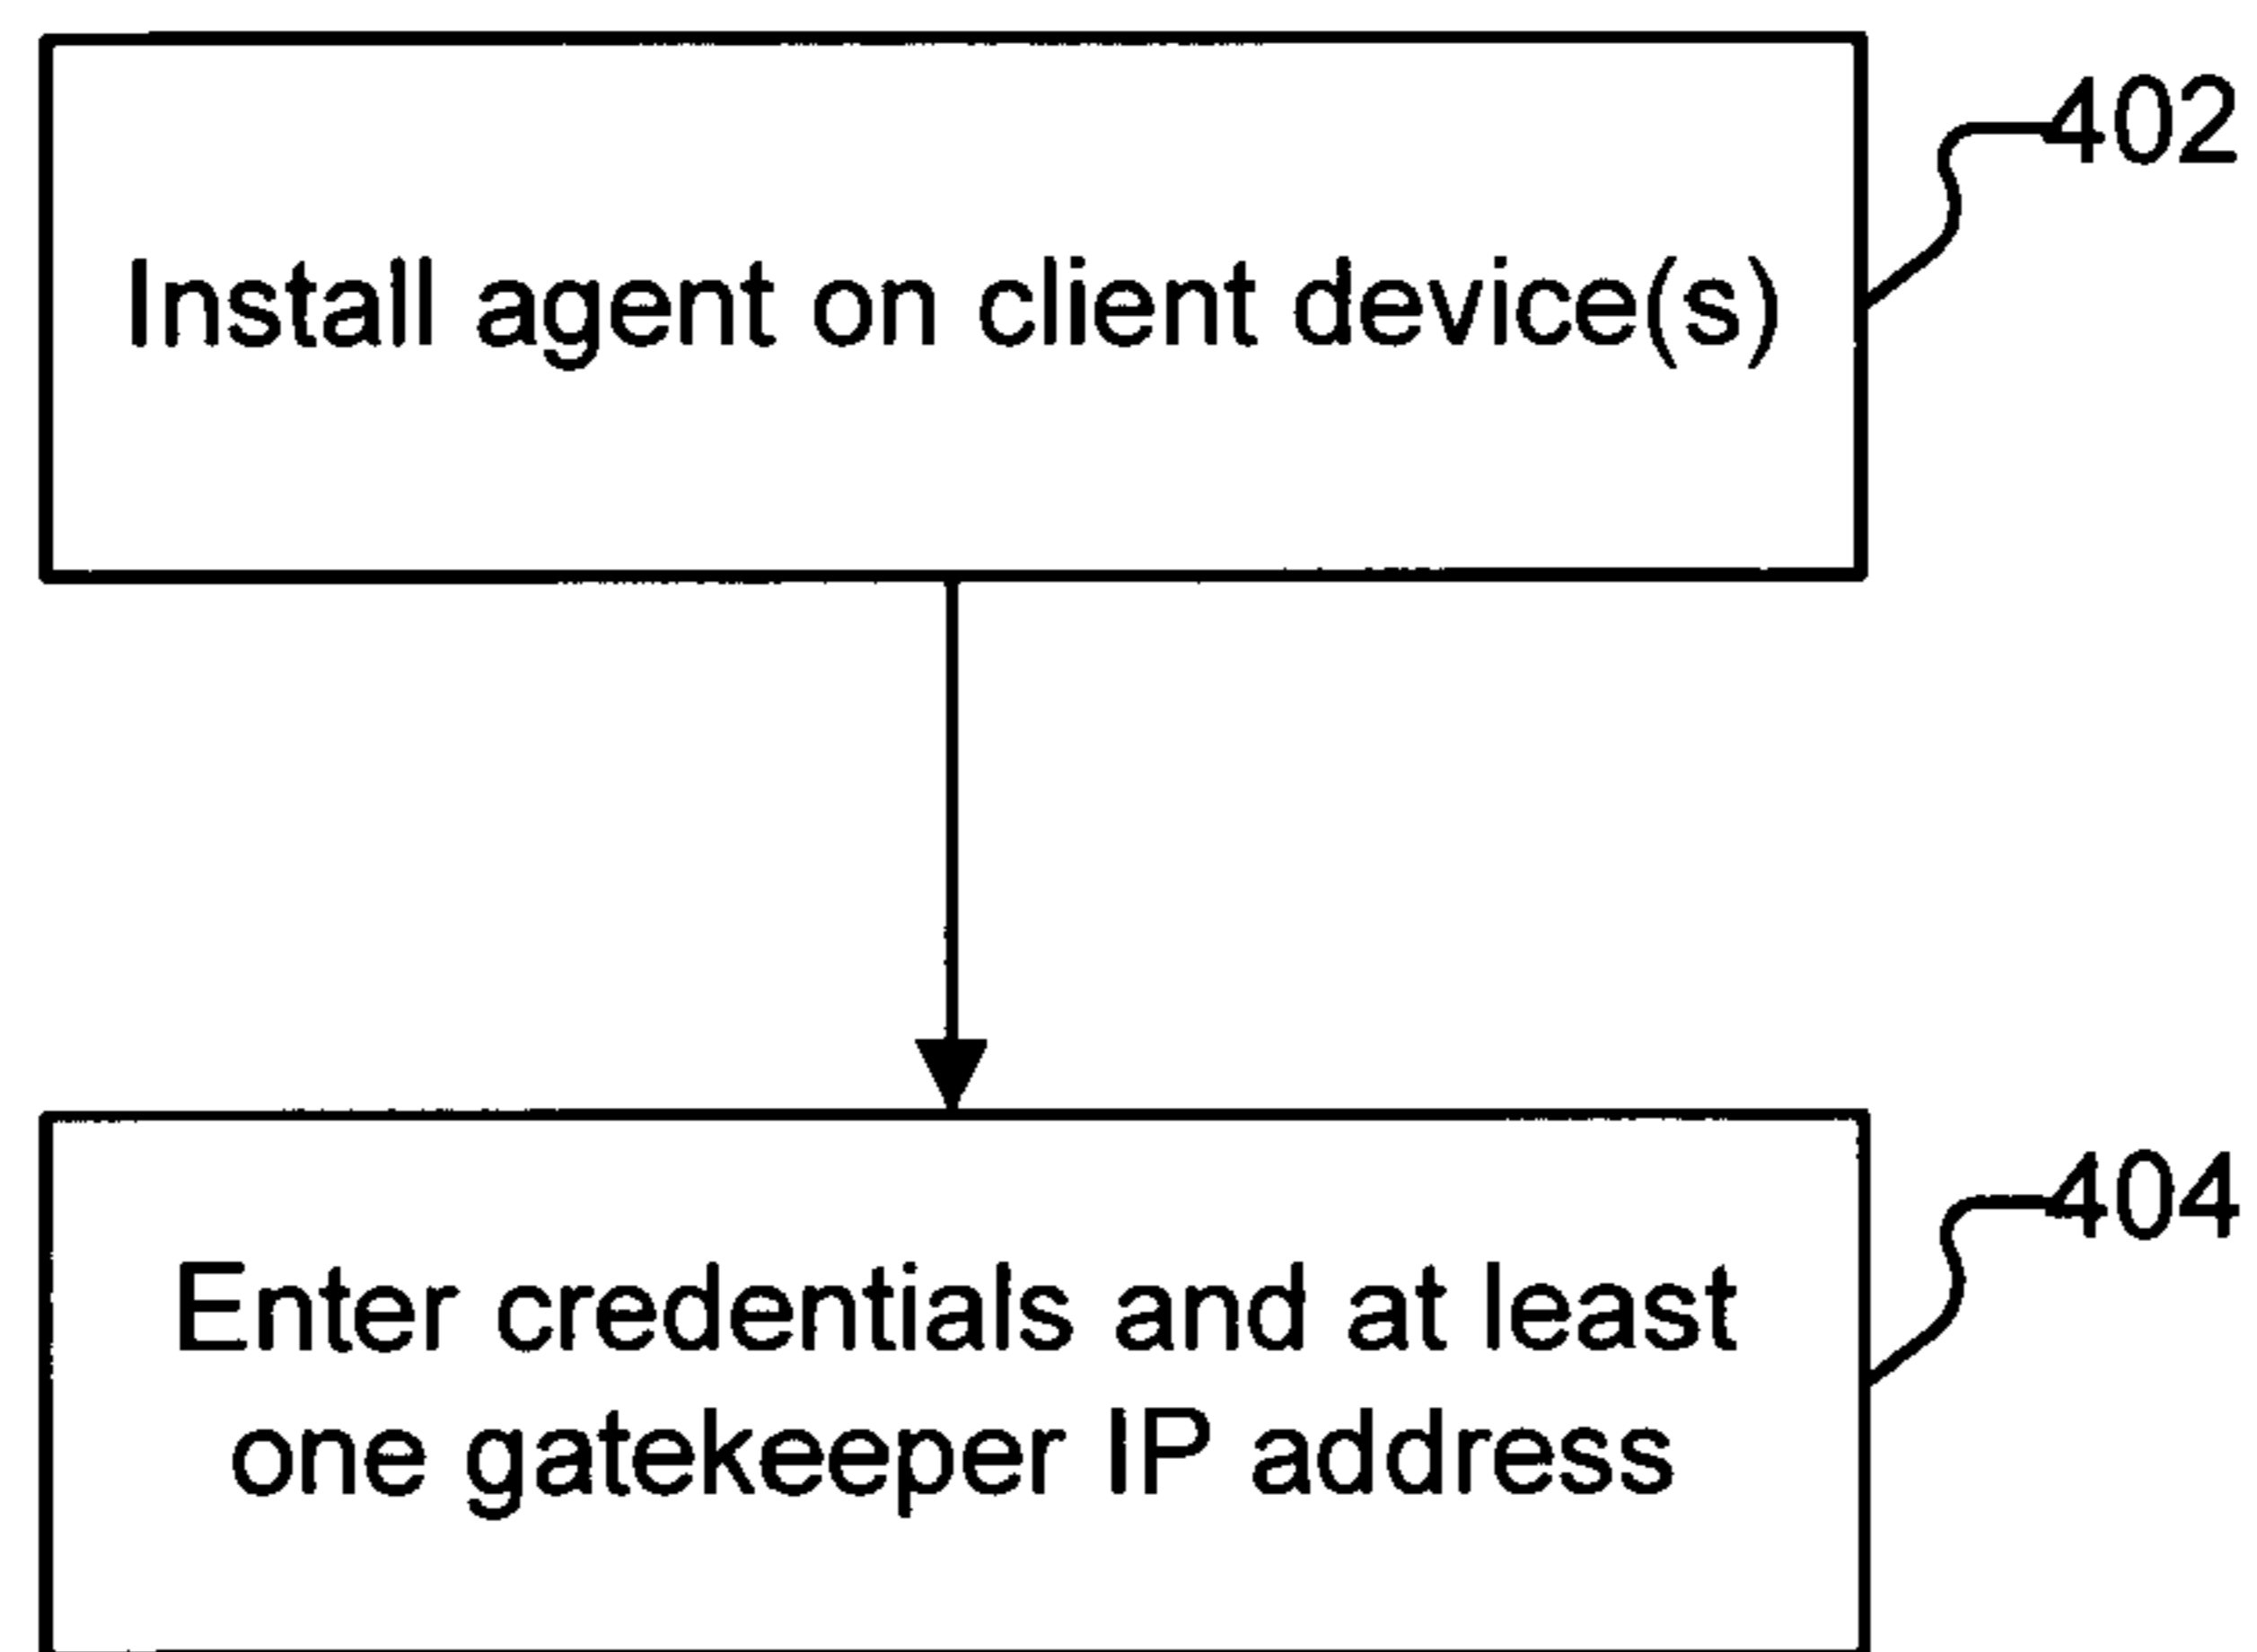 402
Install agent on client device(s)
404
Enter credentials and at least
one gatekeeper IP address